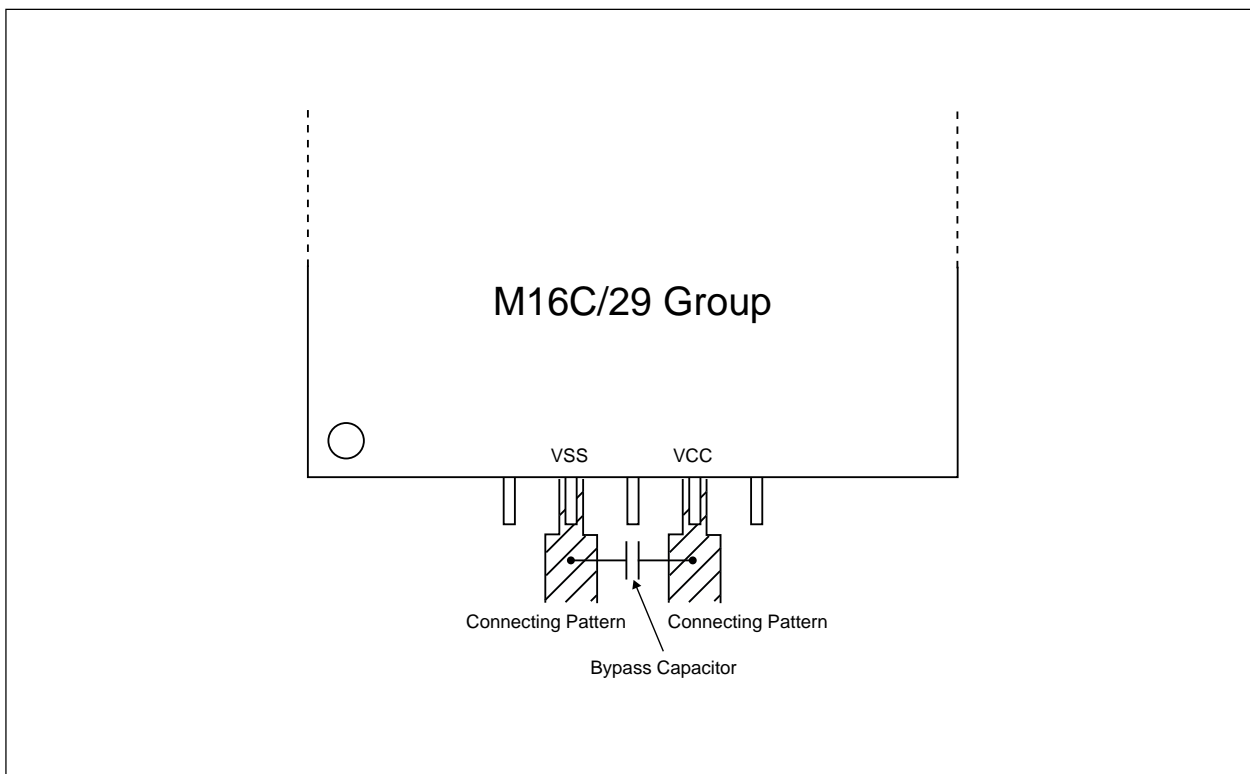 M16C/29 Group
VSS VCC
Connecting Pattern Connecting Pattern
Bypass Capacitor